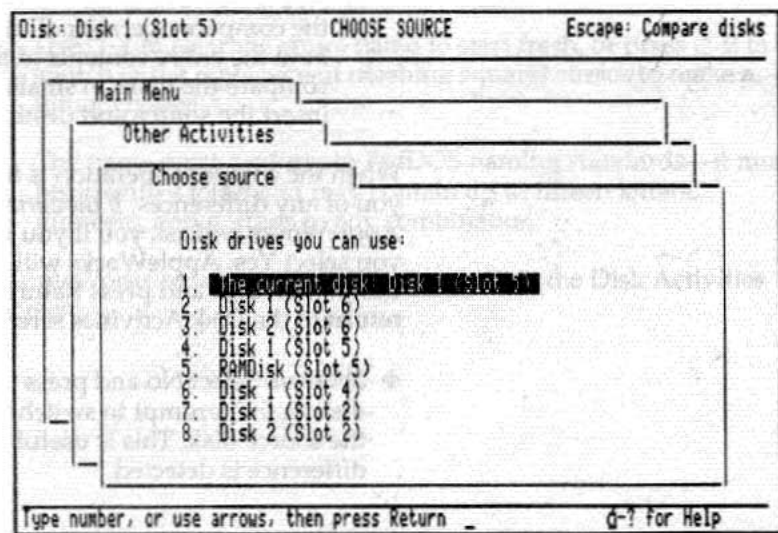 Disk: Disk 1 (Slot 5) CHOOSE SOURCE Escape: Compare disks
Main Menu
Other Activities
Choose source
Disk drives you can use:
1. The current disk: Disk 1 (Slot 5)
2. Disk 1 (Slot 6)
3. Disk 2 (Slot 6)
4. Disk 1 (Slot 5)
5. RAMDisk (Slot 5)
6. Disk 1 (Slot 4)
7. Disk 1 (Slot 2)
8. Disk 2 (Slot 2)
Type number, or use arrows, then press Return _ -? for Help